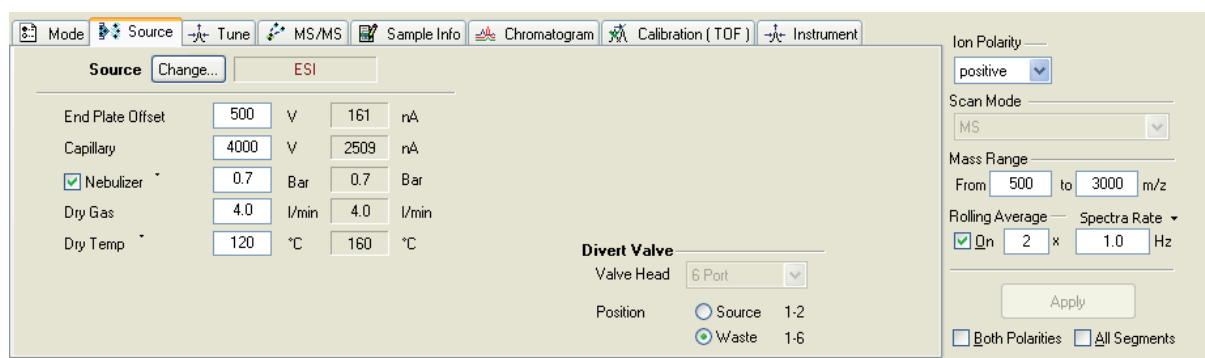 Mode Source Tune MS/MS Sample Info Chromatogram Calibration ( TOF ) Instrument
Source Change... ESI
End Plate Offset 500 V 161 nA
Capillary 4000 V 2509 nA
Nebulizer 0.7 Bar 0.7 Bar
Dry Gas 4.0 l/min 4.0 l/min
Dry Temp 120 °C 160 °C
Divert Valve
Valve Head 6 Port
Position Source 1-2
Waste 1-6
Ion Polarity
positive
Scan Mode
MS
Mass Range
From 500 to 3000 m/z
Rolling Average Spectra Rate
On 2 x 1.0 Hz
Apply
Both Polarities All Segments